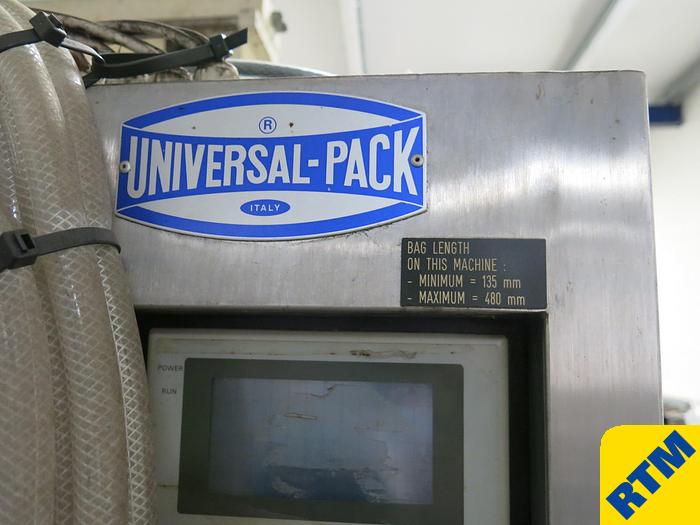 ®
UNIVERSAL-PACK
ITALY
BAG LENGTH
ON THIS MACHINE :
- MINIMUM = 135 mm
- MAXIMUM = 480 mm
POWER
RUN
RTM